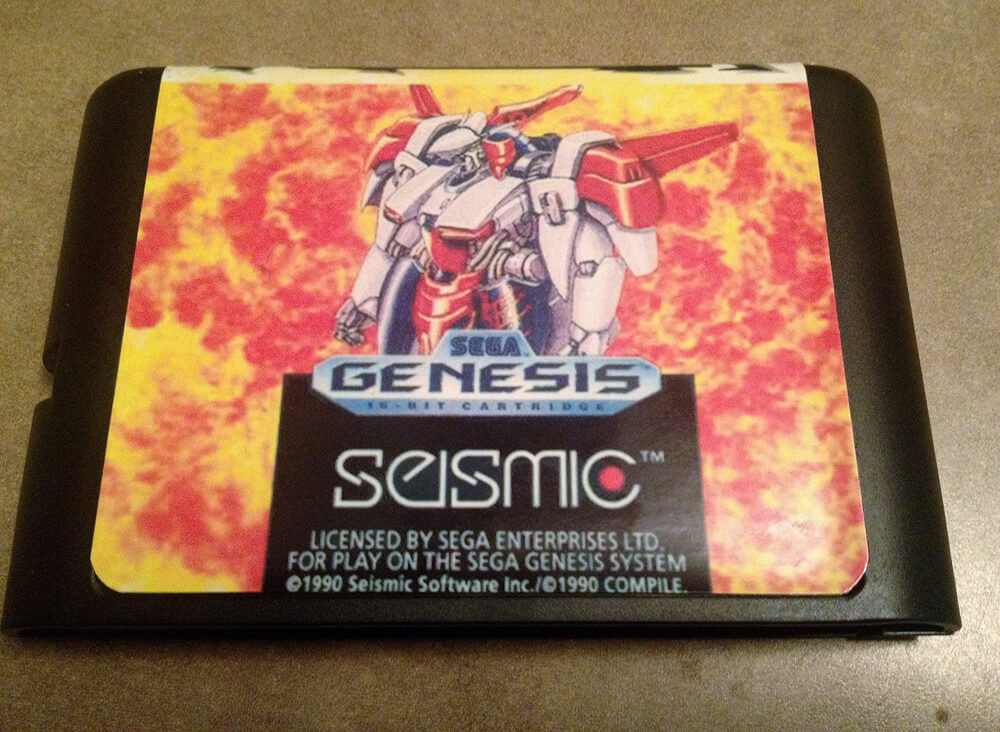 SEGA
GENESIS
16-BIT CARTRIDGE
SEISMIC™
LICENSED BY SEGA ENTERPRISES LTD.
FOR PLAY ON THE SEGA GENESIS SYSTEM
©1990 Seismic Software Inc./©1990 COMPILE.